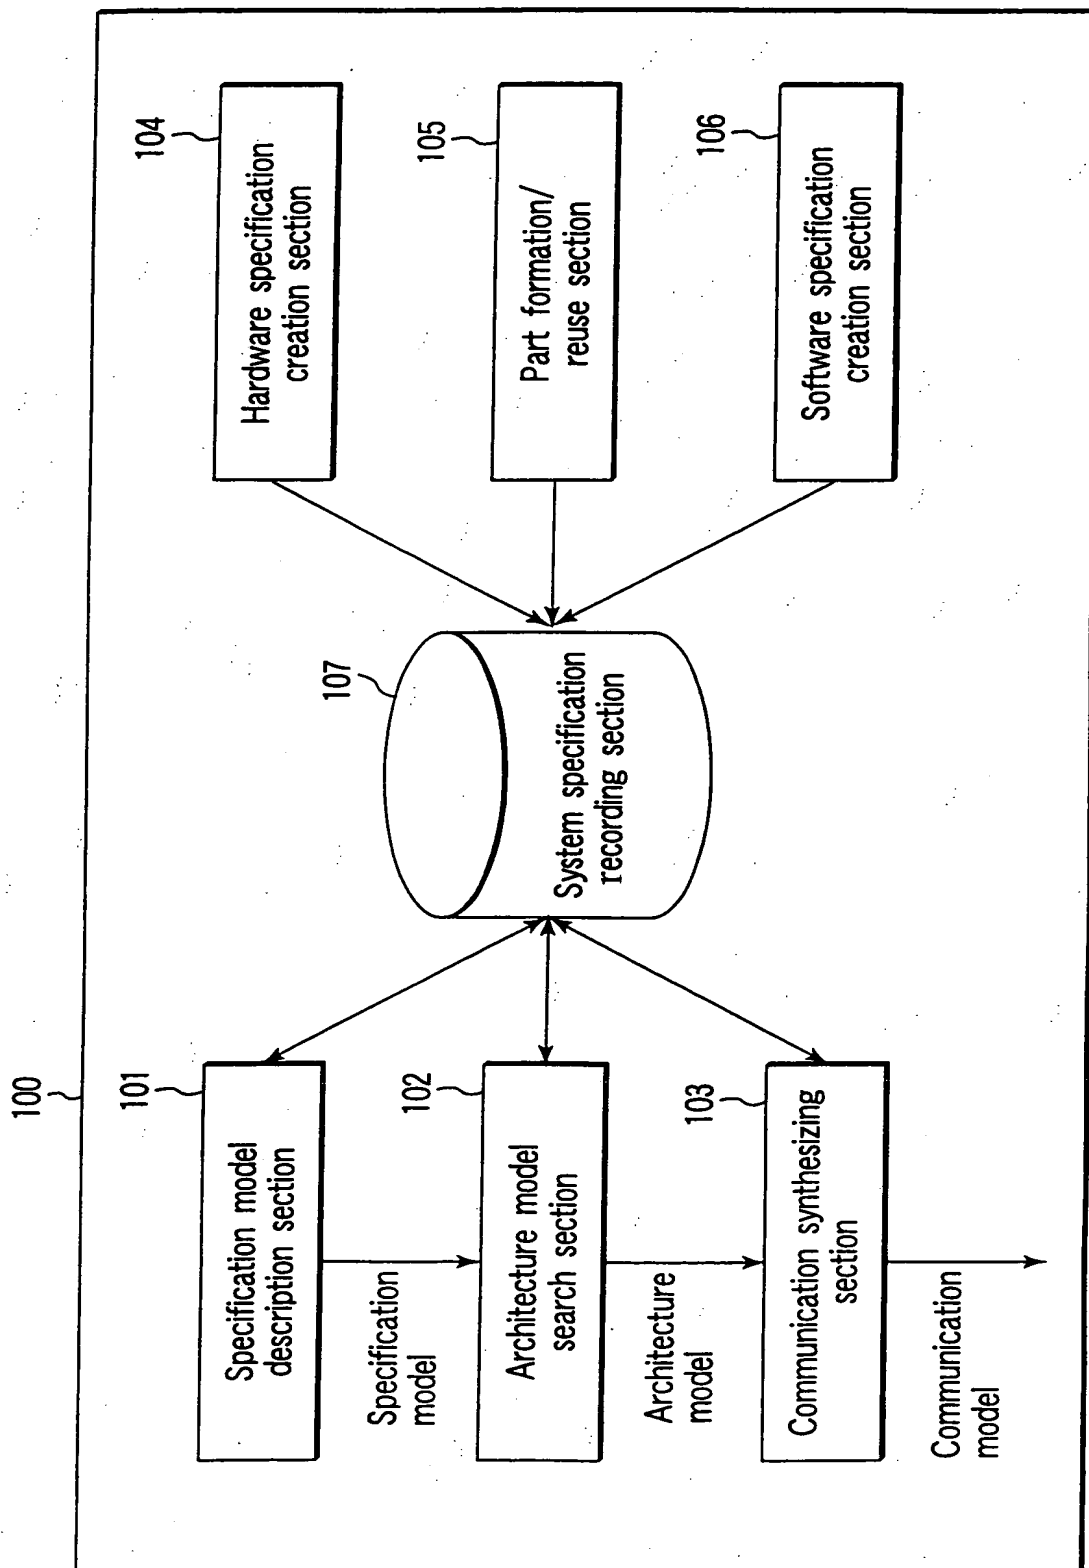 100
101
Specification model
description section
Specification
model
102
Architecture model
search section
Architecture
model
103
Communication synthesizing
section
Communication
model
107
System specification
recording section
104
Hardware specification
creation section
105
Part formation/
reuse section
106
Software specification
creation section